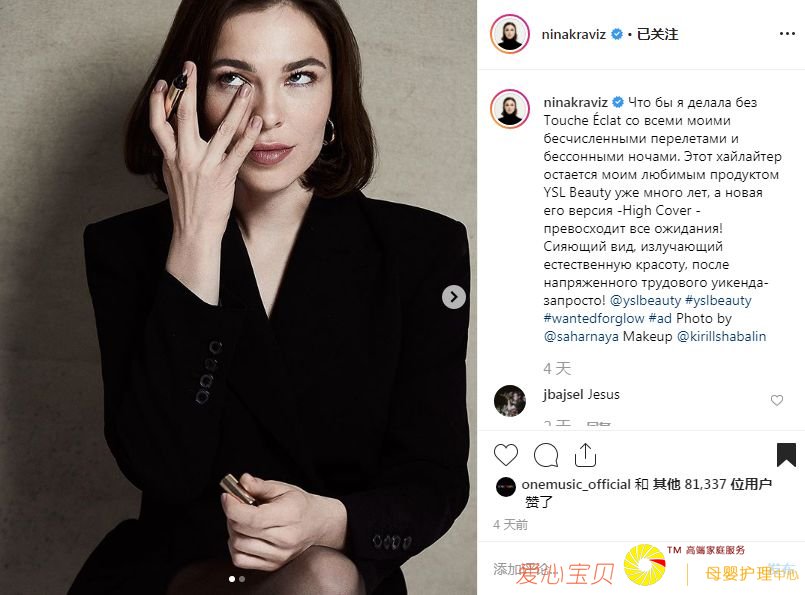 ninakraviz • 已关注
ninakraviz Что бы я делала без
Touche Éclat со всеми моими
бесчисленными перелетами и
бессонными ночами. Этот хайлайтер
остается моим любимым продуктом
YSL Beauty уже много лет, а новая
его версия -High Cover -
превосходит все ожидания!
Сияющий вид, излучающий
естественную красоту, после
напряженного трудового уикенда-
запросто! @yslbeauty #yslbeauty
#wantedforglow #ad Photo by
@saharnaya Makeup @kirillshabalin
4 天
jbajsel Jesus
onemusic_official 和 其他 81,337 位用户
赞了
4 天前
添加评论...
发布
爱心宝贝
TM 高端家庭服务
母婴护理中心